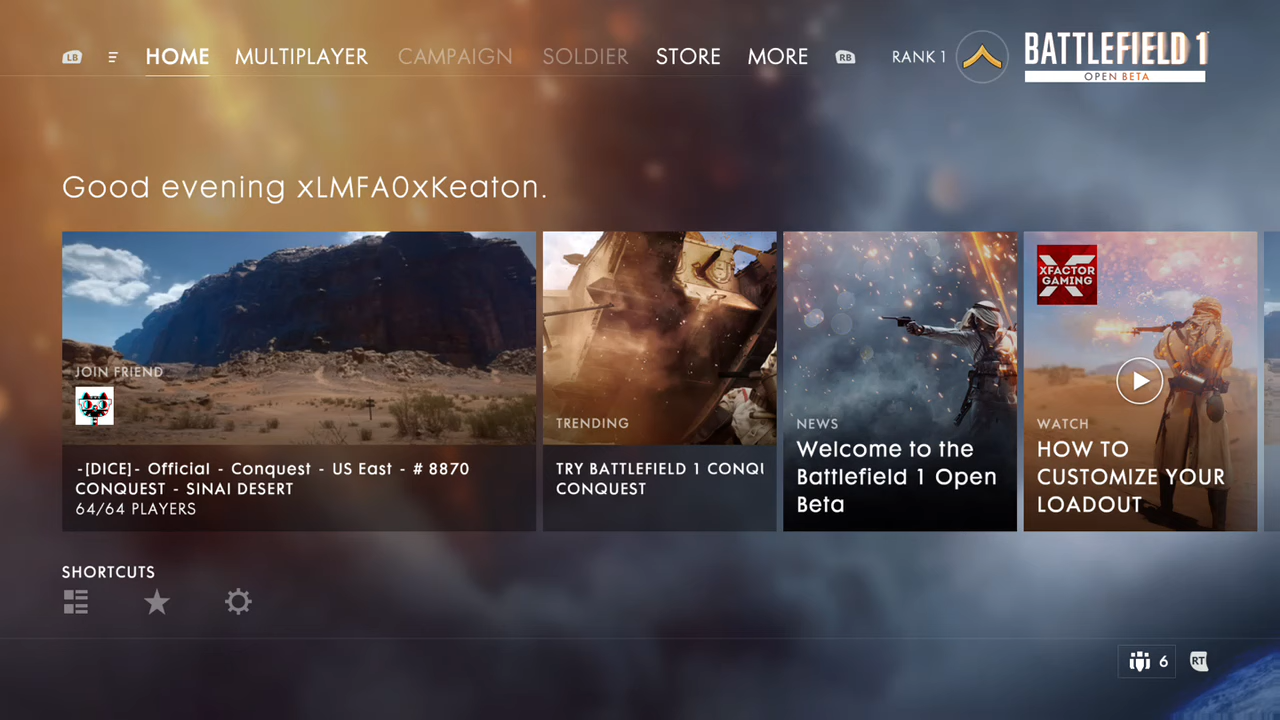 LB
HOME
MULTIPLAYER
CAMPAIGN
SOLDIER
STORE
MORE
RB
RANK 1
BATTLEFIELD 1
OPEN BETA
Good evening xLMFA0xKeaton.
JOIN FRIEND
-[DICE]- Official - Conquest - US East - # 8870
CONQUEST - SINAI DESERT
64/64 PLAYERS
TRENDING
TRY BATTLEFIELD 1 CONQU
CONQUEST
NEWS
Welcome to the
Battlefield 1 Open
Beta
XFACTOR
GAMING
WATCH
HOW TO
CUSTOMIZE YOUR
LOADOUT
SHORTCUTS
6
RT